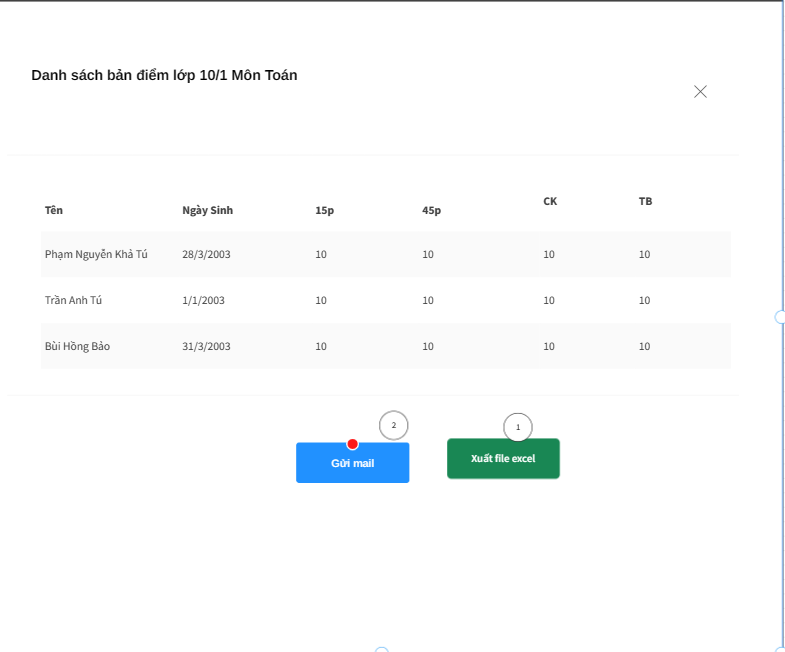 Danh sách bản điểm lớp 10/1 Môn Toán
Tên Ngày Sinh 15p 45p CK TB
Phạm Nguyễn Khả Tú 28/3/2003 10 10 10 10
Trần Anh Tú 1/1/2003 10 10 10 10
Bùi Hồng Bảo 31/3/2003 10 10 10 10
2 1
Gửi mail Xuất file excel